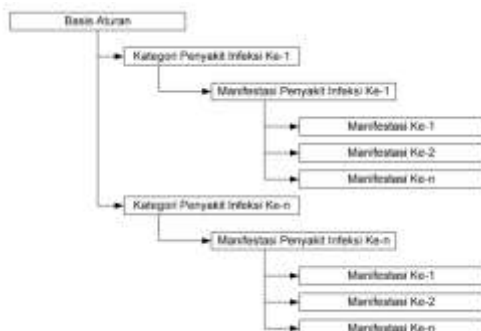 Basis Aturan
Kategori Penyakit Infeksi Ke-1
Manifestasi Penyakit Infeksi Ke-1
Manifestasi Ke-1
Manifestasi Ke-2
Manifestasi Ke-n
Kategori Penyakit Infeksi Ke-n
Manifestasi Penyakit Infeksi Ke-n
Manifestasi Ke-1
Manifestasi Ke-2
Manifestasi Ke-n